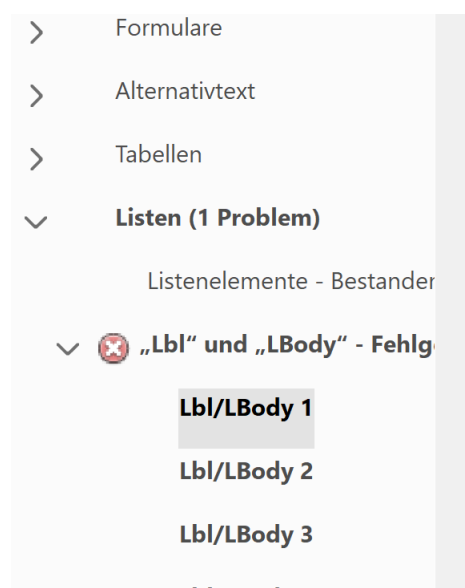 Formulare
Alternativtext
Tabellen
Listen (1 Problem)
Listenelemente - Bestanden
„Lbl“ und „LBody“ - Fehlg
Lbl/LBody 1
Lbl/LBody 2
Lbl/LBody 3